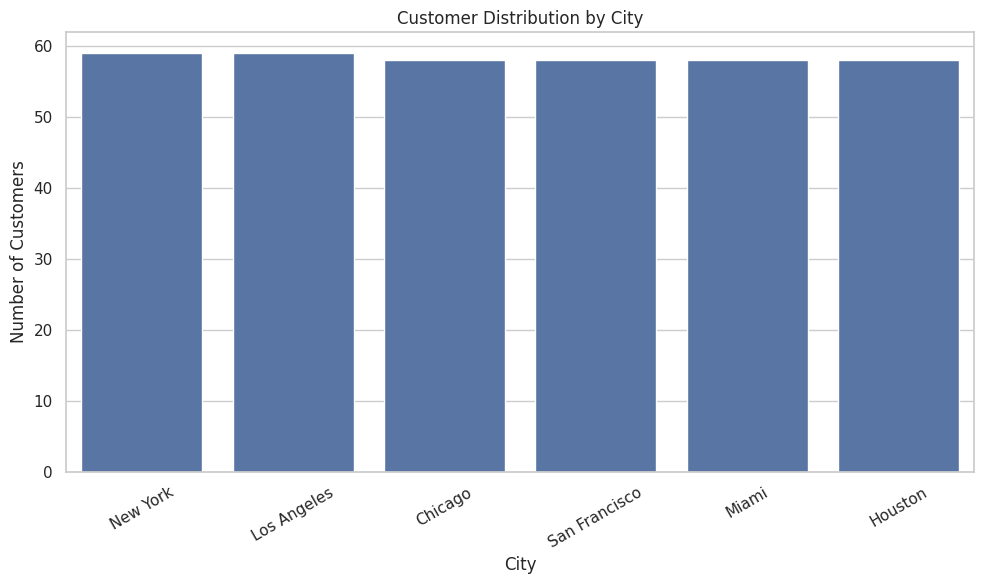 Customer Distribution by City
Number of Customers
60
50
40
30
20
10
0
New York
Los Angeles
Chicago
San Francisco
Miami
Houston
City